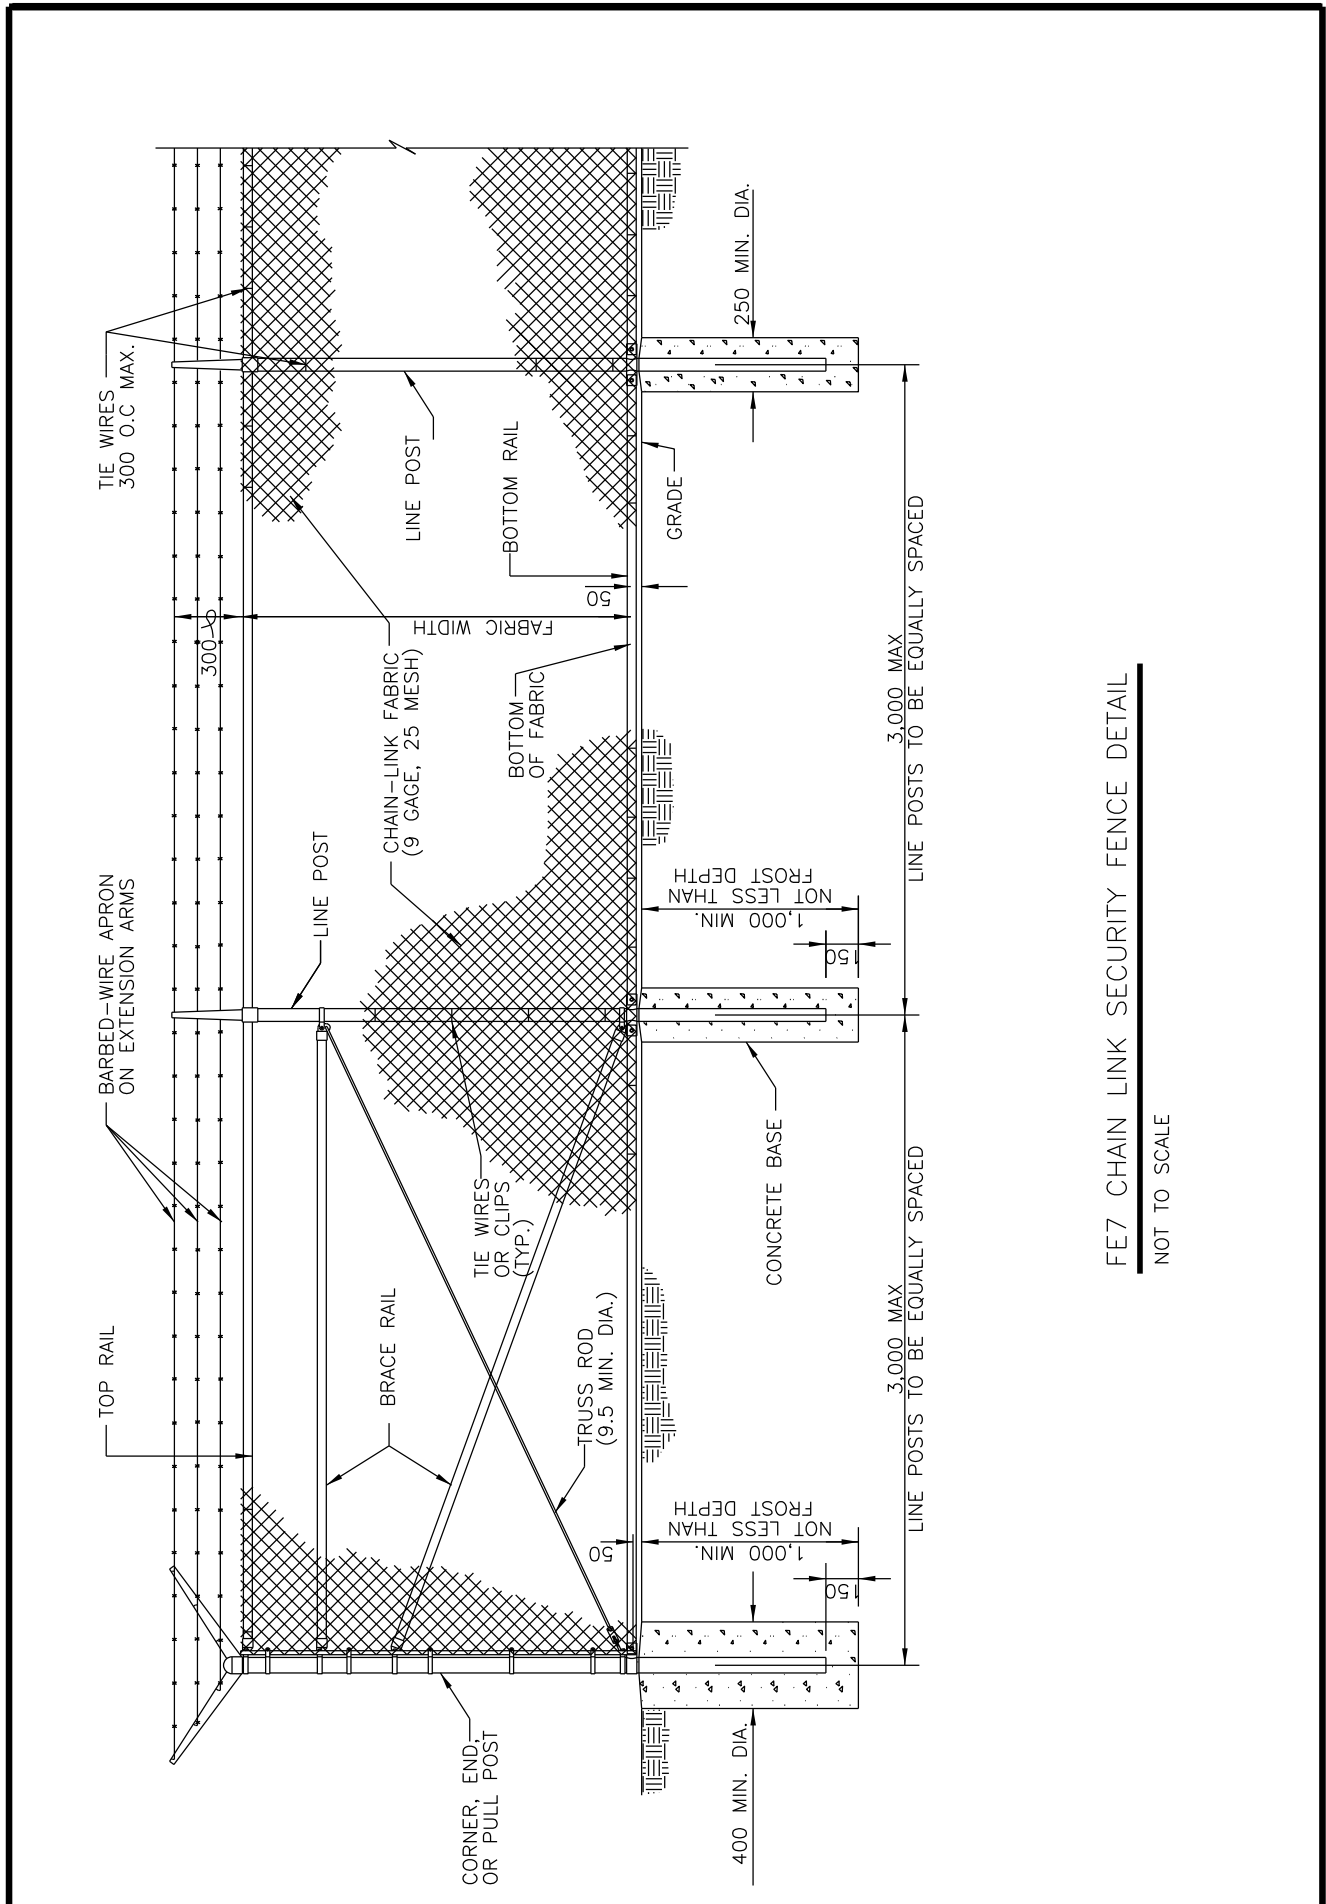 TIE WIRES
300 O.C MAX.
BARBED-WIRE APRON
ON EXTENSION ARMS
TOP RAIL
300
FABRIC WIDTH
CHAIN-LINK FABRIC
(9 GAGE, 25 MESH)
LINE POST
LINE POST
BOTTOM RAIL
BOTTOM
OF FABRIC
50
GRADE
250 MIN. DIA.
TIE WIRES
OR CLIPS
(TYP.)
BRACE RAIL
TRUSS ROD
(9.5 MIN. DIA.)
50
CORNER, END,
OR PULL POST
1,000 MIN.
NOT LESS THAN
FROST DEPTH
150
1,000 MIN.
NOT LESS THAN
FROST DEPTH
150
CONCRETE BASE
400 MIN. DIA.
3,000 MAX
LINE POSTS TO BE EQUALLY SPACED
3,000 MAX
LINE POSTS TO BE EQUALLY SPACED
FE7 CHAIN LINK SECURITY FENCE DETAIL
NOT TO SCALE